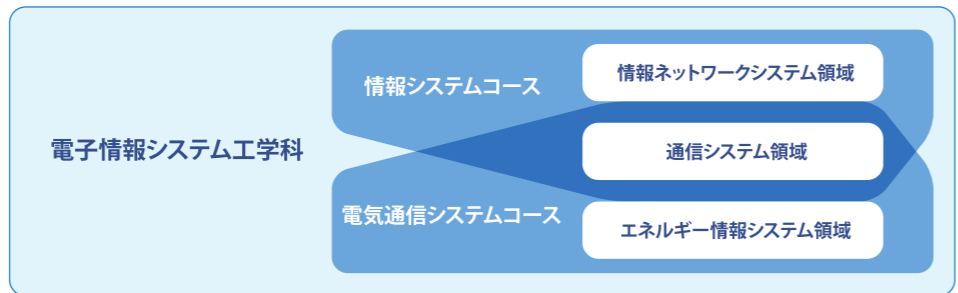 情報システムコース
情報ネットワークシステム領域
電子情報システム工学科
通信システム領域
電気通信システムコース
エネルギー情報システム領域